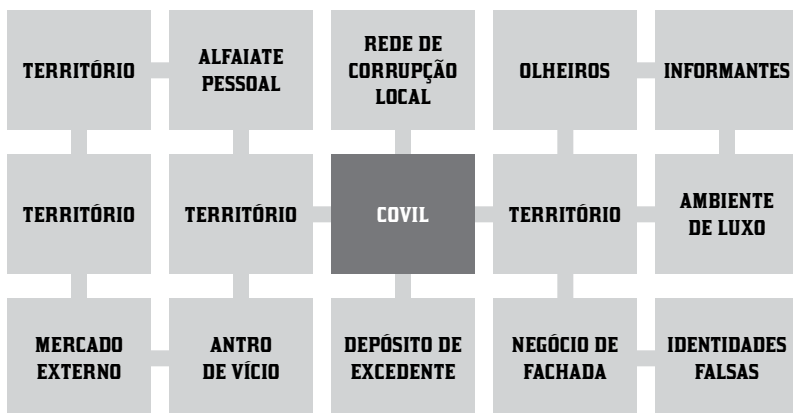 TERRITÓRIO
ALFAIATE
PESSOAL
REDE DE
CORRUPÇÃO
LOCAL
OLHEIROS
INFORMANTES
TERRITÓRIO
TERRITÓRIO
COVIL
TERRITÓRIO
AMBIENTE
DE LUXO
MERCADO
EXTERNO
ANTRO
DE VÍCIO
DEPÓSITO DE
EXCEDENTE
NEGÓCIO DE
FACHADA
IDENTIDADES
FALSAS